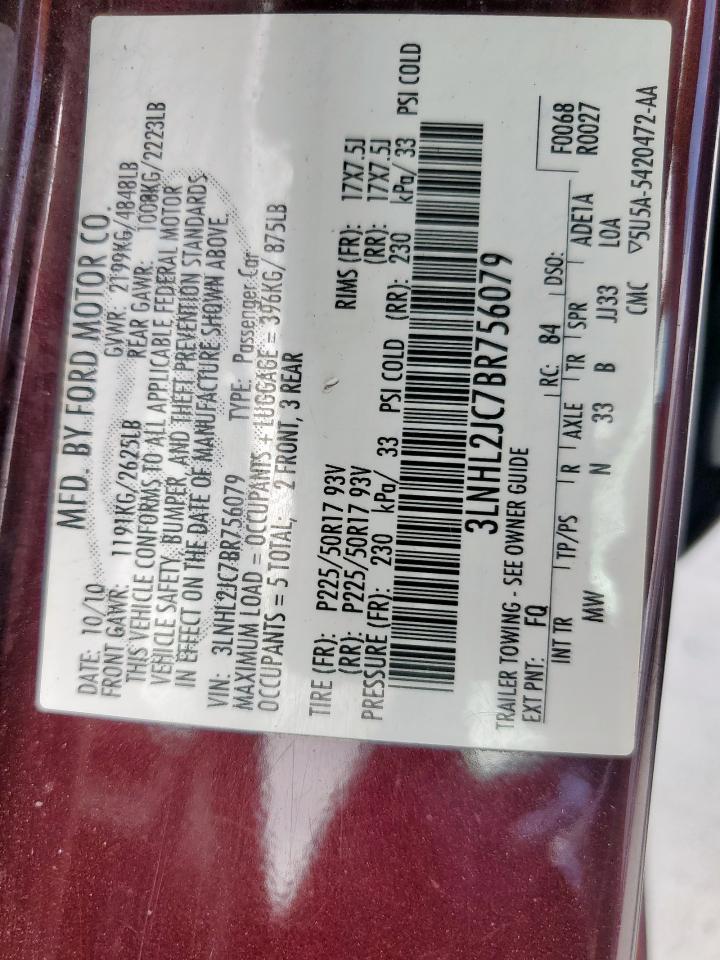 MFD. BY FORD MOTOR CO.
DATE: 10/10 GVWR: 2199KG/4848LB
FRONT GAWR: 1191KG/2625LB REAR GAWR: 1008KG/2223LB
THIS VEHICLE CONFORMS TO ALL APPLICABLE FEDERAL MOTOR
VEHICLE SAFETY, BUMPER, AND THEFT PREVENTION STANDARDS
IN EFFECT ON THE DATE OF MANUFACTURE SHOWN ABOVE.
VIN: 3LNHL2JC7BR756079 TYPE: Passenger Car
MAXIMUM LOAD = OCCUPANTS + LUGGAGE = 396KG/ 875LB
OCCUPANTS = 5 TOTAL, 2 FRONT, 3 REAR
TIRE (FR): P225/50R17 93V RIMS (FR): 17X7.5J
(RR): P225/50R17 93V (RR): 17X7.5J
PRESSURE (FR): 230 kPa/ 33 PSI COLD (RR): 230 kPa/ 33 PSI COLD
3LNHL2JC7BR756079
TRAILER TOWING - SEE OWNER GUIDE
EXT PNT: FQ RC: 84 DSO: F0068
R0027
INT TR TP/PS R AXLE TR SPR ADE1A
MW N 33 B JJ33 LOA
CMC ▽5U5A-5420472-AA